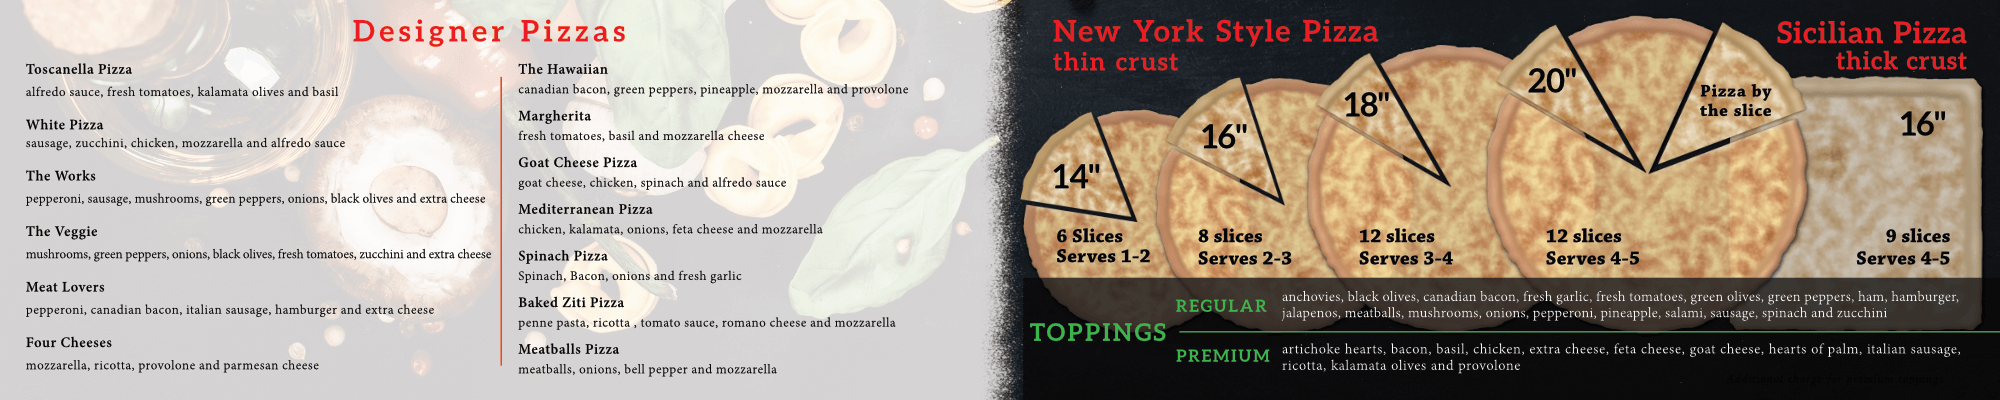 Designer Pizzas
Toscanella Pizza
alfredo sauce, fresh tomatoes, kalamata olives and basil
White Pizza
sausage, zucchini, chicken, mozzarella and alfredo sauce
The Works
pepperoni, sausage, mushrooms, green peppers, onions, black olives and extra cheese
The Veggie
mushrooms, green peppers, onions, black olives, fresh tomatoes, zucchini and extra cheese
Meat Lovers
pepperoni, canadian bacon, italian sausage, hamburger and extra cheese
Four Cheeses
mozzarella, ricotta, provolone and parmesan cheese
The Hawaiian
canadian bacon, green peppers, pineapple, mozzarella and provolone
Margherita
fresh tomatoes, basil and mozzarella cheese
Goat Cheese Pizza
goat cheese, chicken, spinach and alfredo sauce
Mediterranean Pizza
chicken, kalamata, onions, feta cheese and mozzarella
Spinach Pizza
Spinach, Bacon, onions and fresh garlic
Baked Ziti Pizza
penne pasta, ricotta , tomato sauce, romano cheese and mozzarella
Meatballs Pizza
meatballs, onions, bell pepper and mozzarella
New York Style Pizza
thin crust
14"
6 Slices
Serves 1-2
16"
8 slices
Serves 2-3
18"
12 slices
Serves 3-4
20"
12 slices
Serves 4-5
Pizza by
the slice
Sicilian Pizza
thick crust
16"
9 slices
Serves 4-5
TOPPINGS
REGULAR
anchovies, black olives, canadian bacon, fresh garlic, fresh tomatoes, green olives, green peppers, ham, hamburger,
jalapenos, meatballs, mushrooms, onions, pepperoni, pineapple, salami, sausage, spinach and zucchini
PREMIUM
artichoke hearts, bacon, basil, chicken, extra cheese, feta cheese, goat cheese, hearts of palm, italian sausage,
ricotta, kalamata olives and provolone